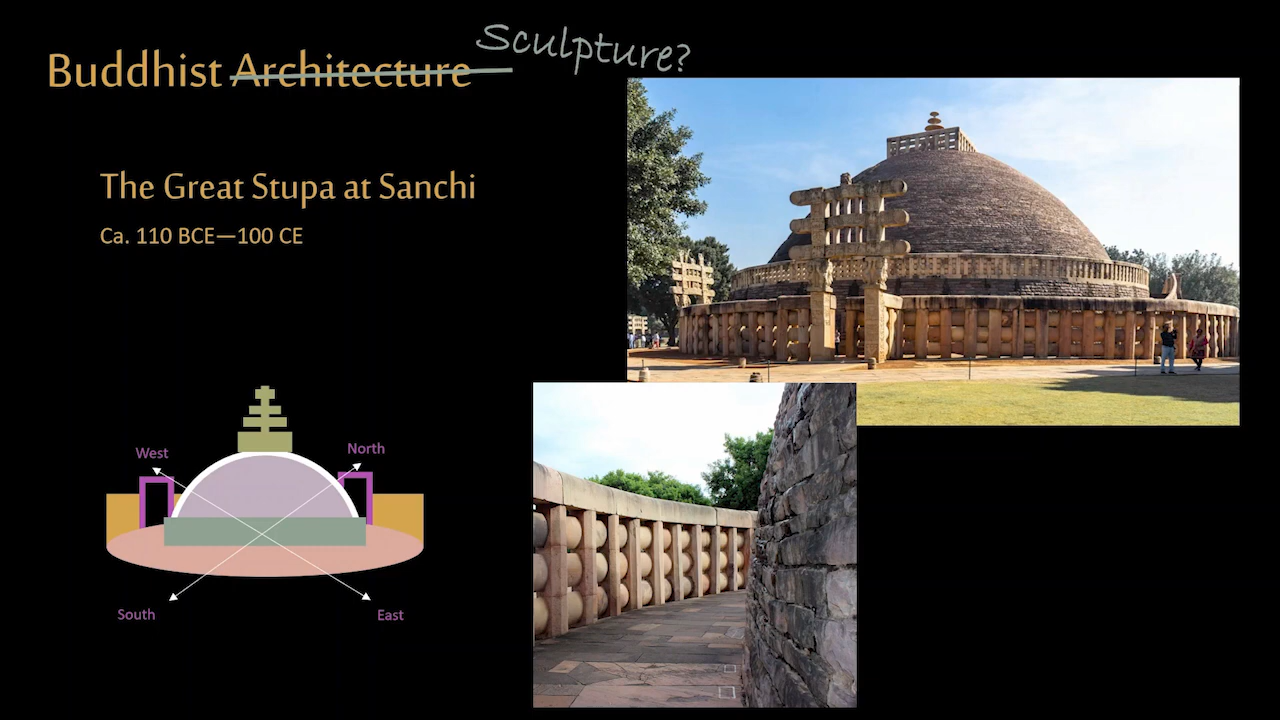 Buddhist Architecture Sculpture?
The Great Stupa at Sanchi
Ca. 110 BCE—100 CE
West
North
South
East